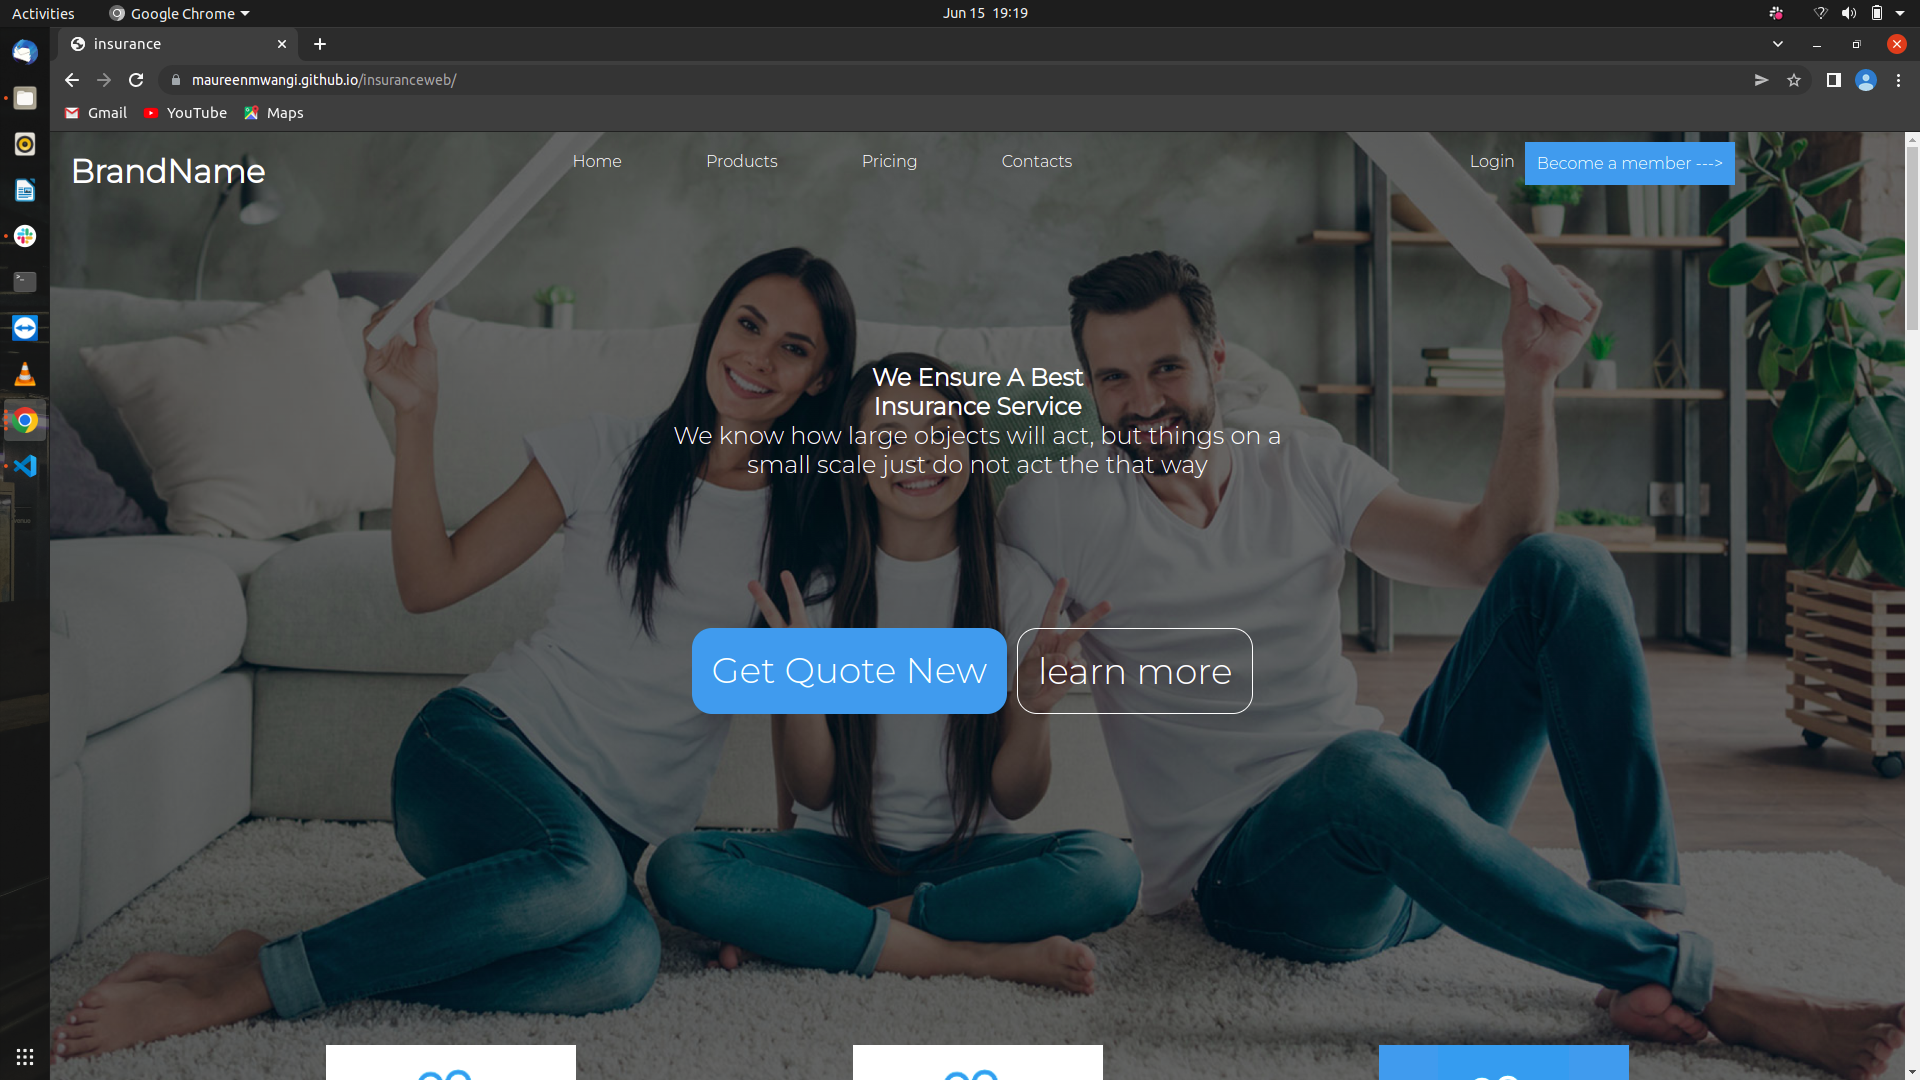 Activities
Google Chrome
Jun 15 19:19
insurance
maureenmwangi.github.io/insuranceweb/
Gmail
YouTube
Maps
BrandName
Home
Products
Pricing
Contacts
Login
Become a member --->
We Ensure A Best
Insurance Service
We know how large objects will act, but things on a
small scale just do not act the that way
Get Quote New
learn more